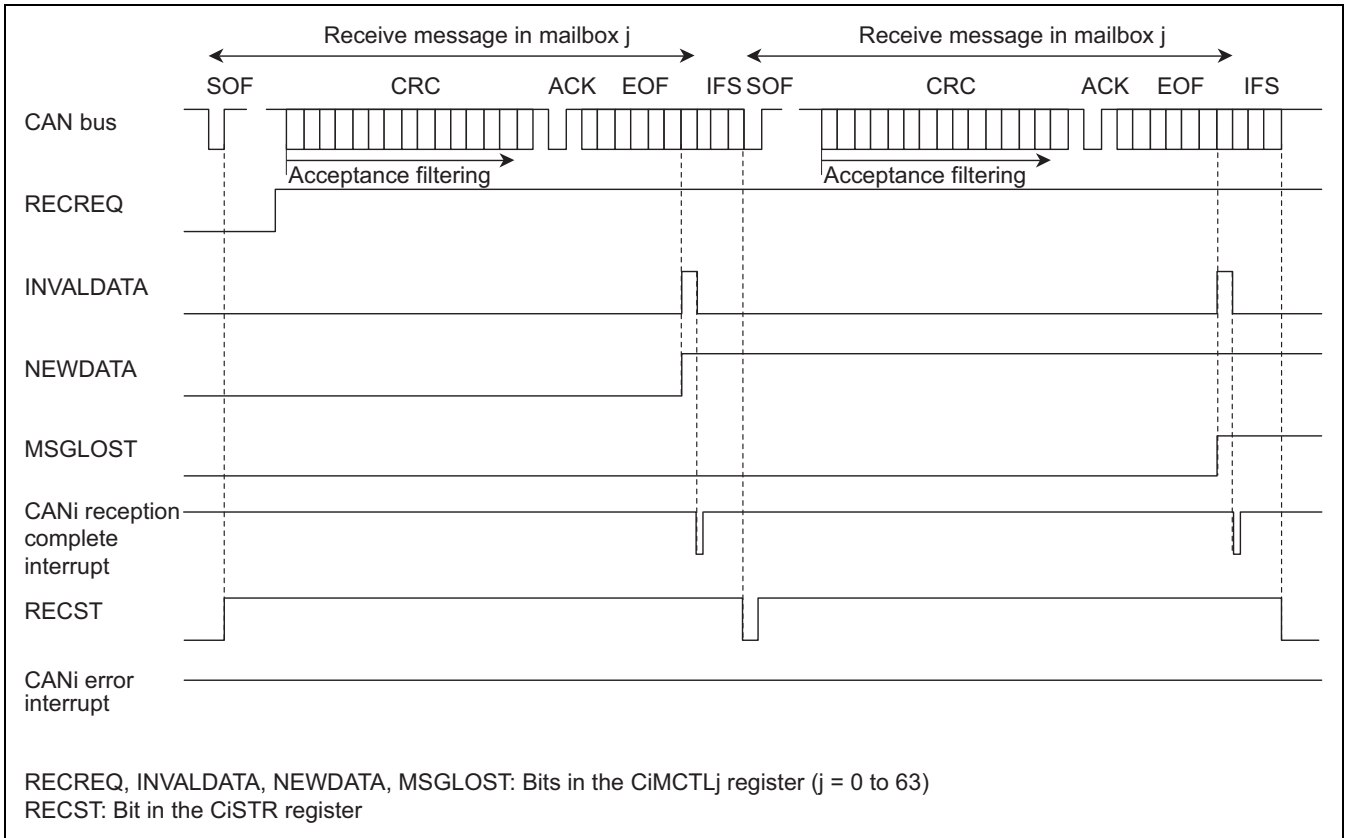 Receive message in mailbox j Receive message in mailbox j
SOF CRC ACK EOF IFS SOF CRC ACK EOF IFS
CAN bus
Acceptance filtering Acceptance filtering
RECREQ
INVALDATA
NEWDATA
MSGLOST
CANi reception
complete
interrupt
RECST
CANi error
interrupt
RECREQ, INVALDATA, NEWDATA, MSGLOST: Bits in the CiMCTLj register (j = 0 to 63)
RECST: Bit in the CiSTR register